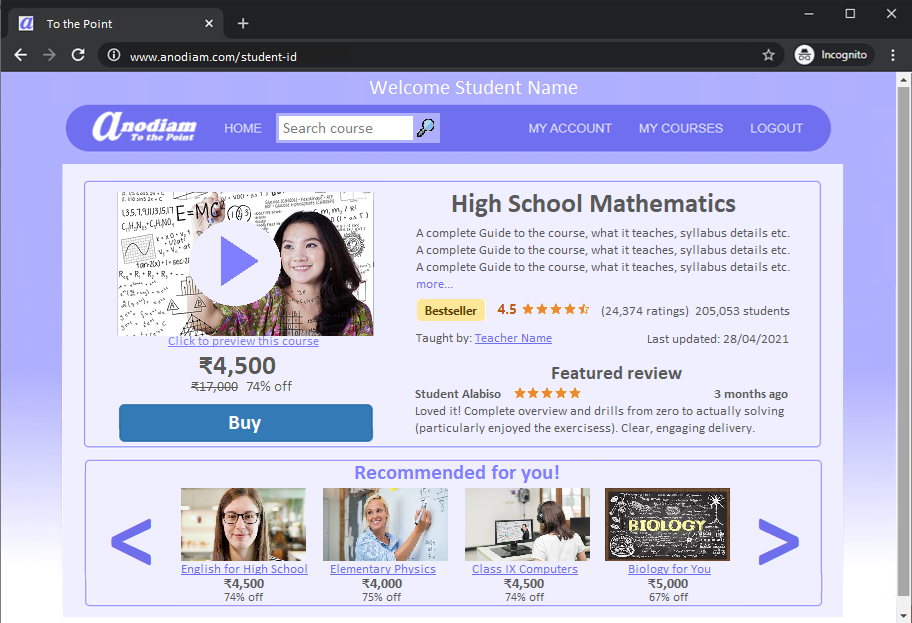 To the Point
www.anodiam.com/student-id
Incognito
Welcome Student Name
anodiam
To the Point
HOME
Search course
MY ACCOUNT
MY COURSES
LOGOUT
E=MC²
Click to preview this course
₹4,500
₹17,000 74% off
Buy
High School Mathematics
A complete Guide to the course, what it teaches, syllabus details etc.
A complete Guide to the course, what it teaches, syllabus details etc.
A complete Guide to the course, what it teaches, syllabus details etc.
more...
Bestseller 4.5 (24,374 ratings) 205,053 students
Taught by: Teacher Name Last updated: 28/04/2021
Featured review
Student Alabiso 3 months ago
Loved it! Complete overview and drills from zero to actually solving
(particularly enjoyed the exercisess). Clear, engaging delivery.
Recommended for you!
< >
BIOLOGY
English for High School
₹4,500
74% off
Elementary Physics
₹4,000
75% off
Class IX Computers
₹4,500
74% off
Biology for You
₹5,000
67% off